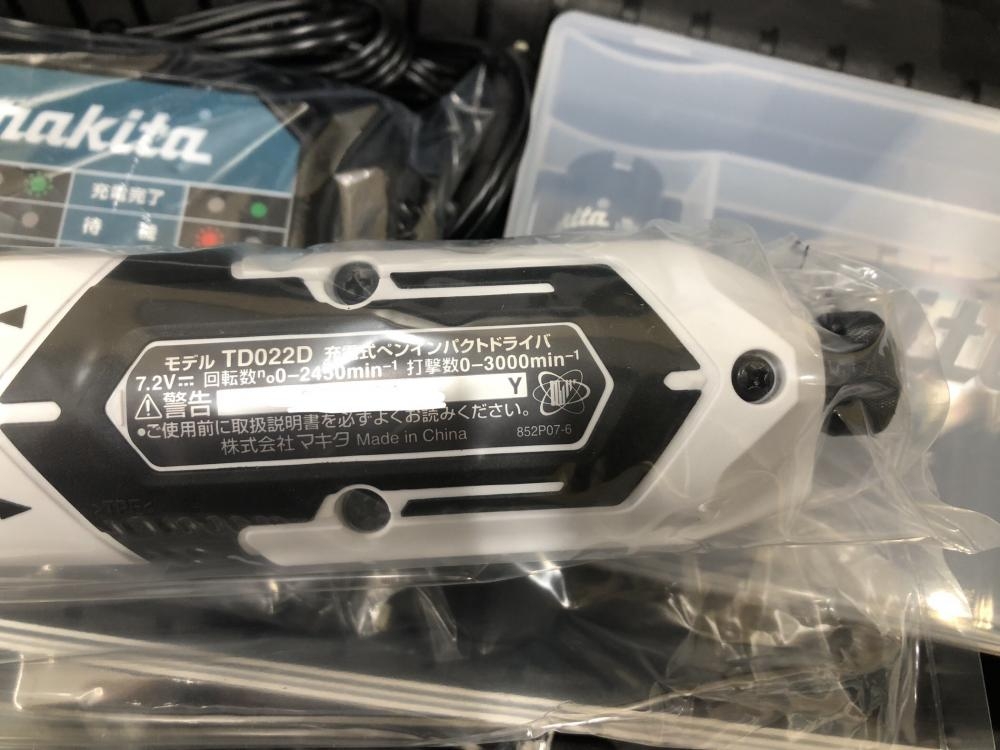 makita
充電完了
待機
モデル TD022D 充電式ペンインパクトドライバ
7.2V⎓ 回転数ⁿ₀0−2450min⁻¹ 打撃数0−3000min⁻¹
⚠警告 Y
•ご使用前に取扱説明書を必ずよくお読みください。
株式会社マキタ Made in China 852P07-6
>TPE<